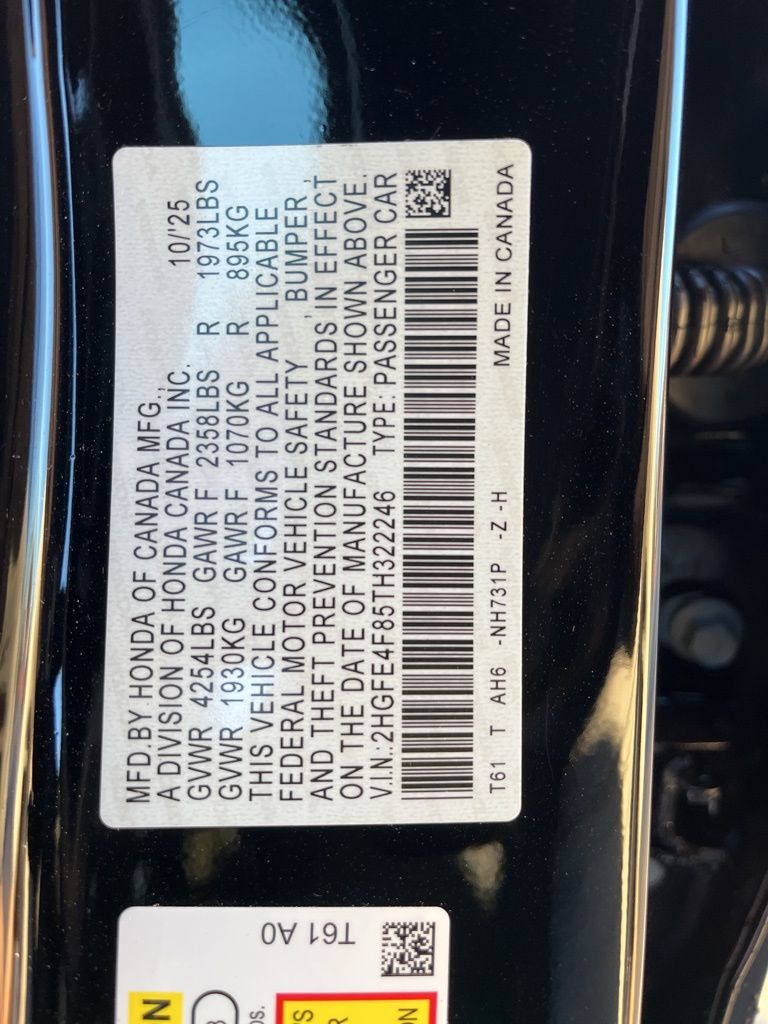 MFD.BY HONDA OF CANADA MFG., 10/'25
A DIVISION OF HONDA CANADA INC.
GVWR 4254LBS GAWR F 2358LBS R 1973LBS
GVWR 1930KG GAWR F 1070KG R 895KG
THIS VEHICLE CONFORMS TO ALL APPLICABLE
FEDERAL MOTOR VEHICLE SAFETY , BUMPER ,
AND THEFT PREVENTION STANDARDS IN EFFECT
ON THE DATE OF MANUFACTURE SHOWN ABOVE.
V.I.N.:2HGFE4F85TH322246 TYPE: PASSENGER CAR
T61 T AH6 -NH731P -Z -H MADE IN CANADA
T61 A0